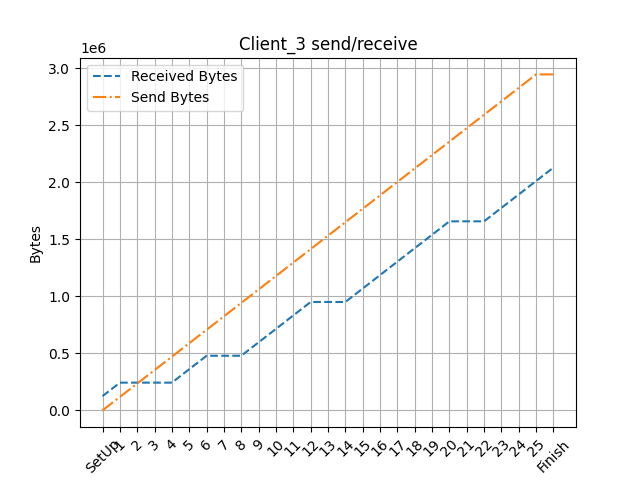 Client_3 send/receive
1e6
Received Bytes
Send Bytes
3.0
2.5
2.0
1.5
1.0
0.5
0.0
Bytes
SetUp 1 2 3 4 5 6 7 8 9 10 11 12 13 14 15 16 17 18 19 20 21 22 23 24 25 Finish